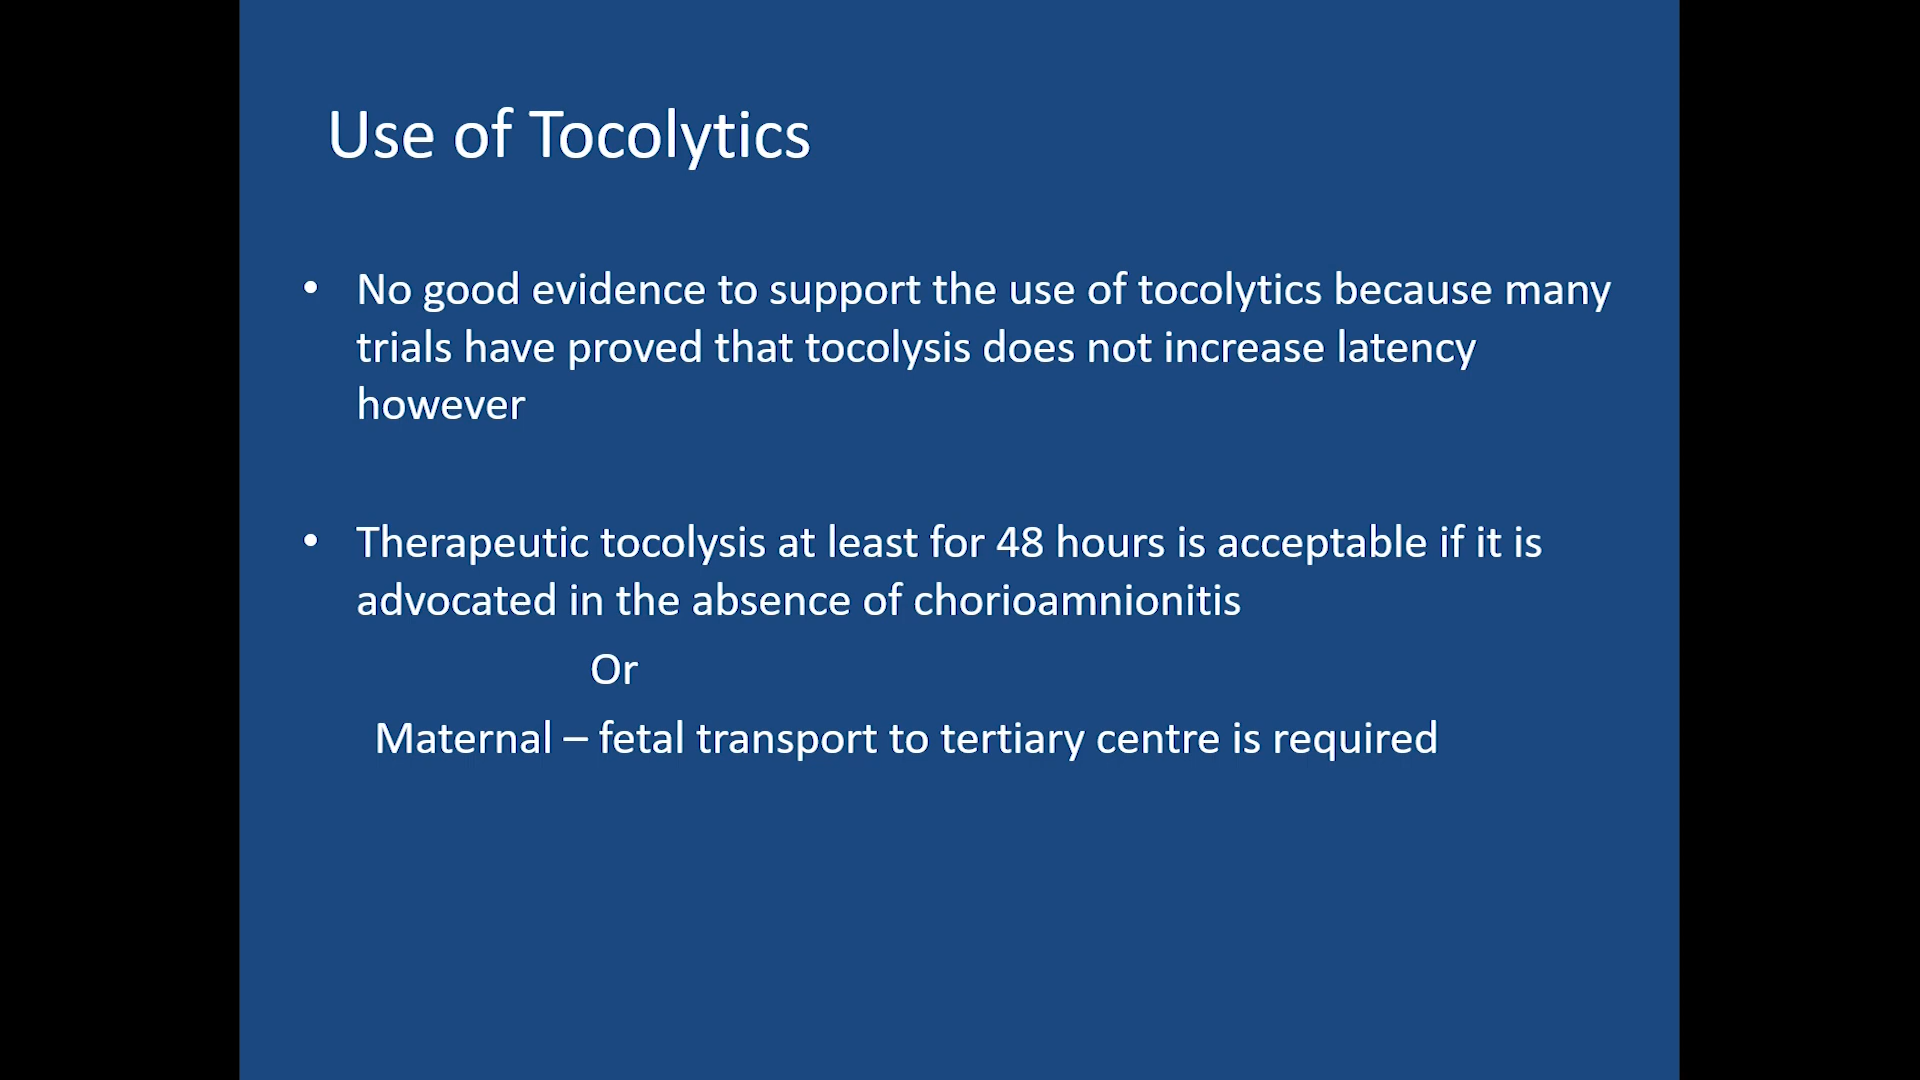 Use of Tocolytics
• No good evidence to support the use of tocolytics because many
trials have proved that tocolysis does not increase latency
however
• Therapeutic tocolysis at least for 48 hours is acceptable if it is
advocated in the absence of chorioamnionitis
Or
Maternal – fetal transport to tertiary centre is required